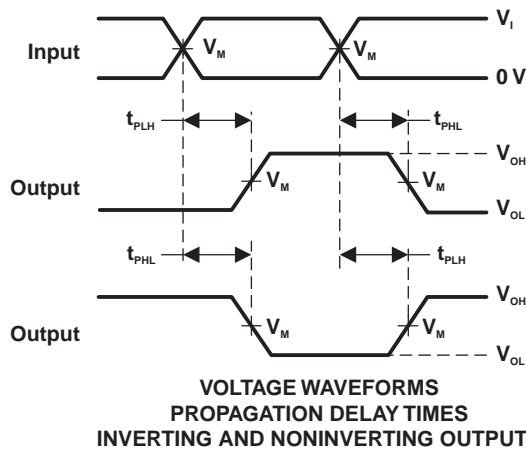 V_I
Input V_M V_M
0 V
t_PLH t_PHL
V_OH
Output V_M V_M
V_OL
t_PHL t_PLH
V_OH
Output V_M V_M
V_OL
VOLTAGE WAVEFORMS
PROPAGATION DELAY TIMES
INVERTING AND NONINVERTING OUTPUT